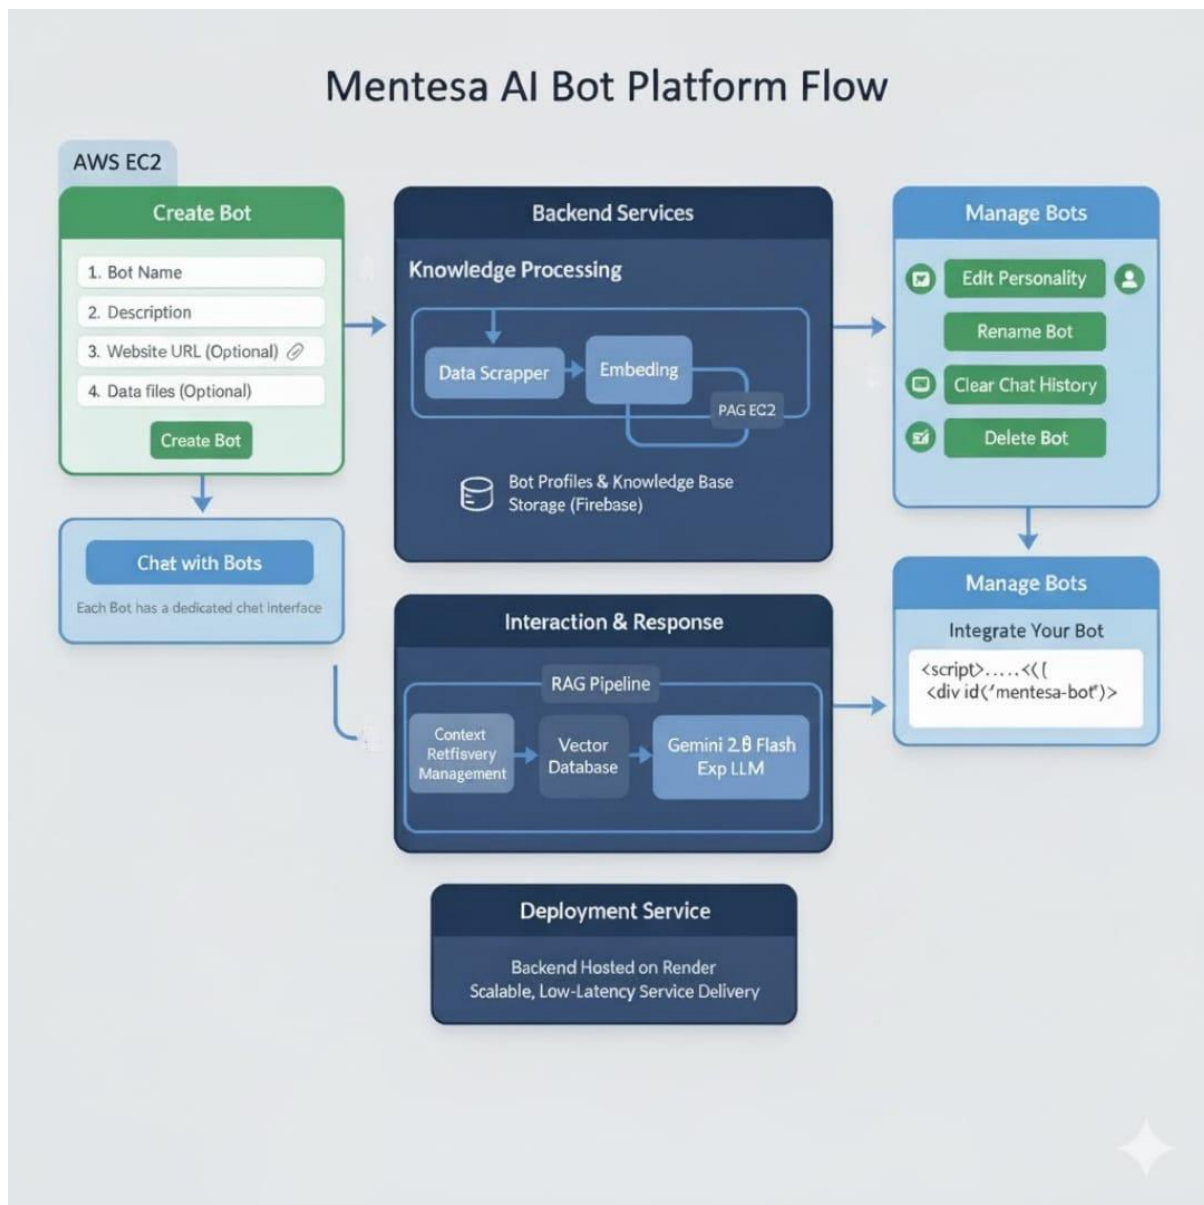 Mentesa AI Bot Platform Flow
AWS EC2
Create Bot
1. Bot Name
2. Description
3. Website URL (Optional)
4. Data files (Optional)
Create Bot
Chat with Bots
Each Bot has a dedicated chet interface
Backend Services
Knowledge Processing
Data Scrapper
Embeding
PAG EC2
Bot Profiles & Knowledge Base
Storage (Firebase)
Interaction & Response
RAG Pipeline
Context
Retfisvery
Management
Vector
Database
Gemini Flash
Exp LLM
Deployment Service
Backend Hosted on Render
Scalable, Low-Latency Service Delivery
Manage Bots
Edit Personality
Rename Bot
Clear Chat History
Delete Bot
Manage Bots
Integrate Your Bot
<script>.....<([
<div id('mentesa-bot')>